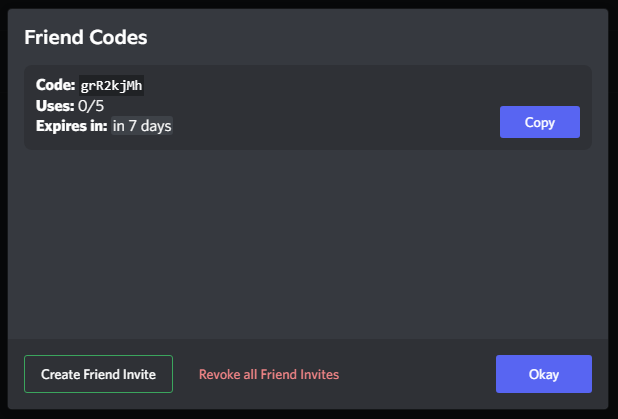 Friend Codes
Code: grR2kjMh
Uses: 0/5
Expires in: in 7 days
Copy
Create Friend Invite
Revoke all Friend Invites
Okay